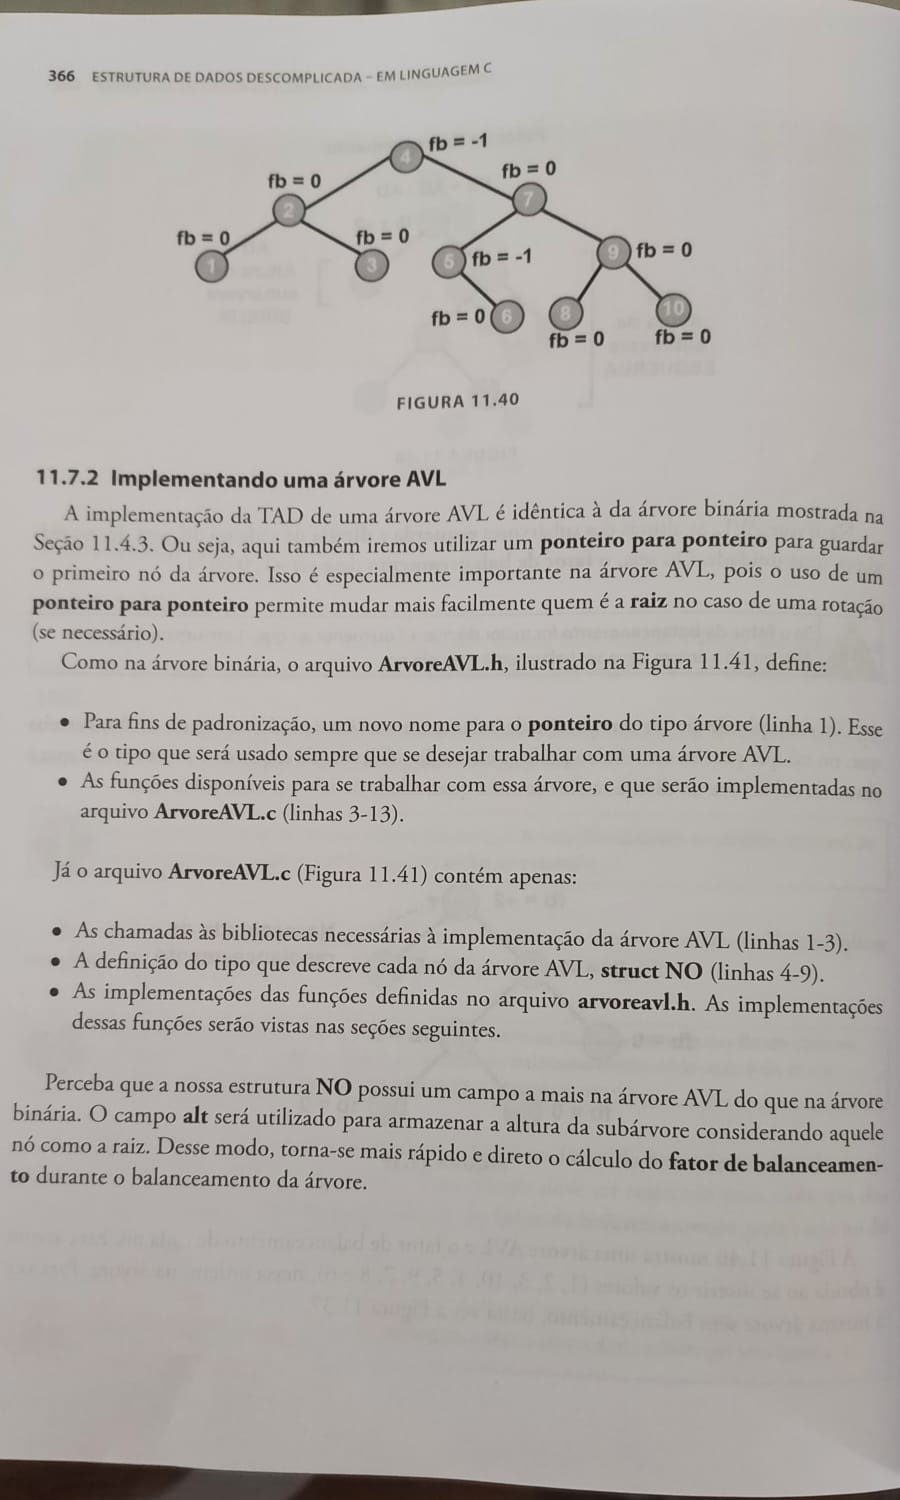 366 ESTRUTURA DE DADOS DESCOMPLICADA – EM LINGUAGEM C
fb = -1
4
fb = 0
fb = 0
7
2
fb = 0
fb = 0
1
3
5
fb = -1
9
fb = 0
fb = 0
6
8
10
fb = 0
fb = 0
FIGURA 11.40
11.7.2 Implementando uma árvore AVL
A implementação da TAD de uma árvore AVL é idêntica à da árvore binária mostrada na
Seção 11.4.3. Ou seja, aqui também iremos utilizar um ponteiro para ponteiro para guardar
o primeiro nó da árvore. Isso é especialmente importante na árvore AVL, pois o uso de um
ponteiro para ponteiro permite mudar mais facilmente quem é a raiz no caso de uma rotação
(se necessário).
Como na árvore binária, o arquivo ArvoreAVL.h, ilustrado na Figura 11.41, define:
• Para fins de padronização, um novo nome para o ponteiro do tipo árvore (linha 1). Esse
é o tipo que será usado sempre que se desejar trabalhar com uma árvore AVL.
• As funções disponíveis para se trabalhar com essa árvore, e que serão implementadas no
arquivo ArvoreAVL.c (linhas 3-13).
Já o arquivo ArvoreAVL.c (Figura 11.41) contém apenas:
• As chamadas às bibliotecas necessárias à implementação da árvore AVL (linhas 1-3).
• A definição do tipo que descreve cada nó da árvore AVL, struct NO (linhas 4-9).
• As implementações das funções definidas no arquivo arvoreavl.h. As implementações
dessas funções serão vistas nas seções seguintes.
Perceba que a nossa estrutura NO possui um campo a mais na árvore AVL do que na árvore
binária. O campo alt será utilizado para armazenar a altura da subárvore considerando aquele
nó como a raiz. Desse modo, torna-se mais rápido e direto o cálculo do fator de balanceamen-
to durante o balanceamento da árvore.